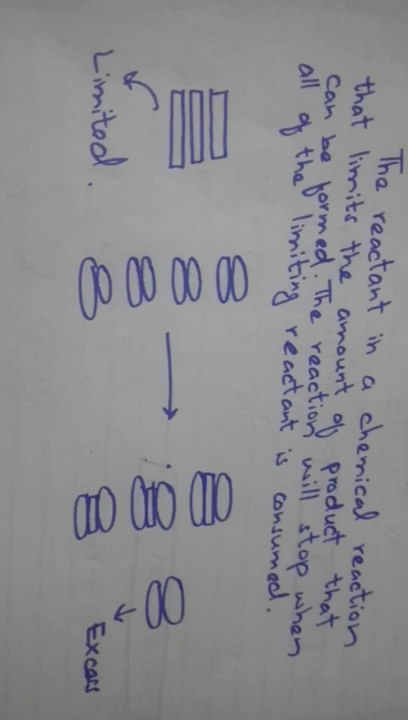 The reactant in a chemical reaction
that limits the amount of product that
can be formed. The reaction will stop when
all of the limiting reactant is consumed.
Limited.
Excess